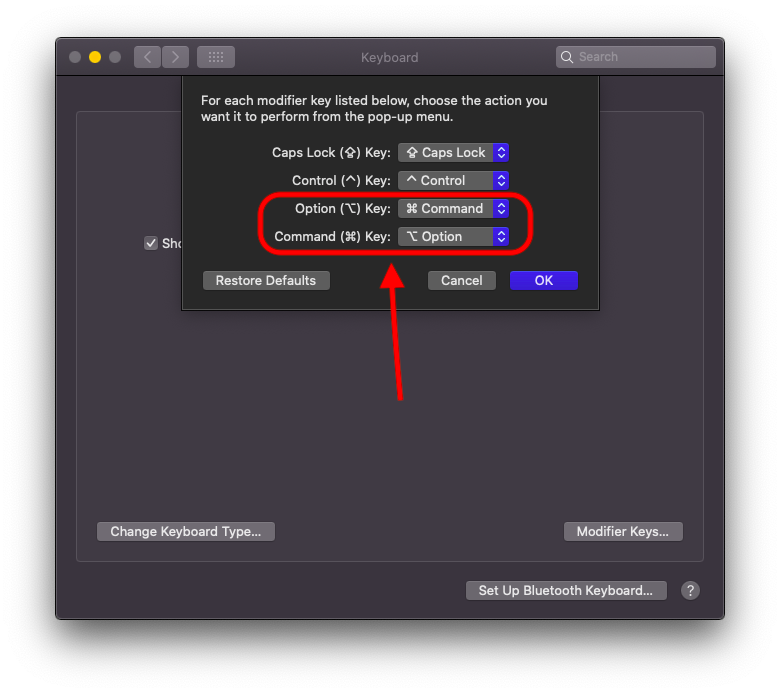 Keyboard
Search
For each modifier key listed below, choose the action you
want it to perform from the pop-up menu.
Caps Lock (⇪) Key: ⇪ Caps Lock
Control (^) Key: ^ Control
Option (⌥) Key: ⌘ Command
Command (⌘) Key: ⌥ Option
Sho
Restore Defaults Cancel OK
Change Keyboard Type... Modifier Keys...
Set Up Bluetooth Keyboard... ?